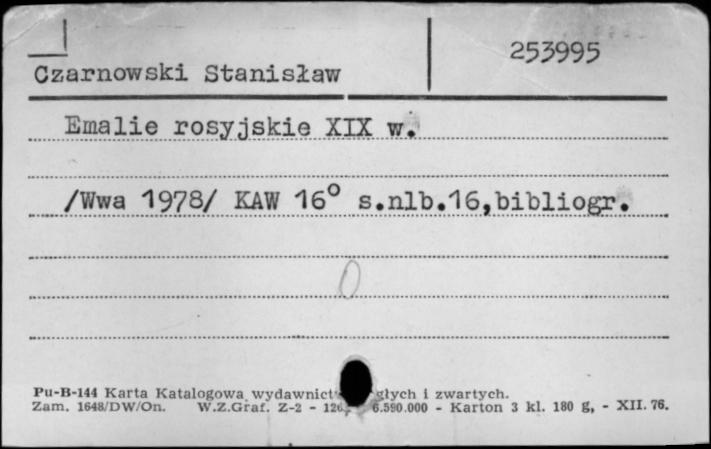 253995
Czarnowski Stanisław
Emalie rosyjskie XIX w.
/Wwa 1978/ KAW 16° s.nlb.16,bibliogr.
0
Pu-B-144 Karta Katalogowa wydawnict głych i zwartych.
Zam. 1648/DW/On. W.Z.Graf. Z-2 - 6.590.000 - Karton 3 kl. 180 g, - XII. 76.